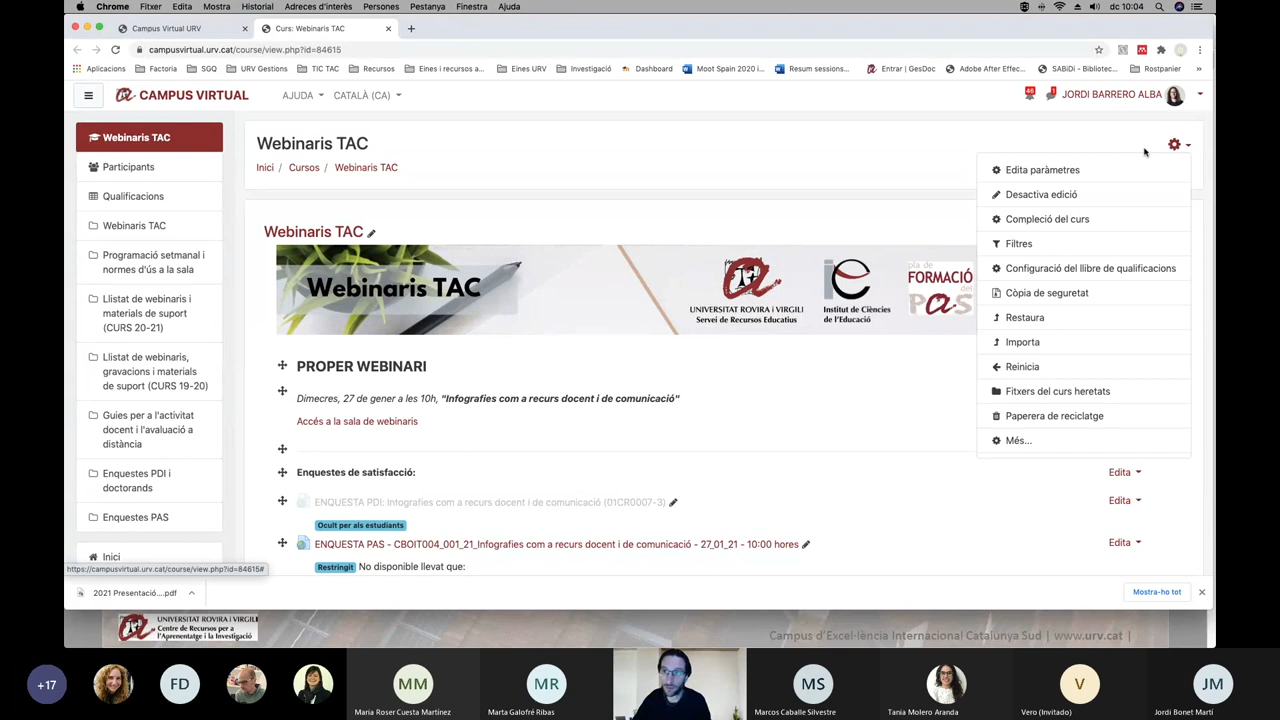 Chrome Fitxer Edita Mostra Historial Adreces d'interès Persones Pestanya Finestra Ajuda dc 10:04
Campus Virtual URV Curs: Webinaris TAC
campusvirtual.urv.cat/course/view.php?id=84615
Aplicacions Factoria SGQ URV Gestions TIC TAC Recursos Eines i recursos a... Eines URV Investigació Dashboard Moot Spain 2020 i... Resum sessions... Entrar | GesDoc Adobe After Effec... SABiDi - Bibliotec... Rostpanier »
CAMPUS VIRTUAL AJUDA CATALÀ (CA) 46 1 JORDI BARRERO ALBA
Webinaris TAC
Participants
Qualificacions
Webinaris TAC
Programació setmanal i
normes d'ús a la sala
Llistat de webinaris i
materials de suport
(CURS 20-21)
Llistat de webinaris,
gravacions i materials
de suport (CURS 19-20)
Guies per a l'activitat
docent i l'avaluació a
distància
Enquestes PDI i
doctorands
Enquestes PAS
Inici
https://campusvirtual.urv.cat/course/view.php?id=84615#
Webinaris TAC
Inici / Cursos / Webinaris TAC
Webinaris TAC
Webinaris TAC
UNIVERSITAT ROVIRA I VIRGILI
Servei de Recursos Educatius
Institut de Ciències
de l'Educació
pla de
FORMACIÓ
del
pas
PROPER WEBINARI
Dimecres, 27 de gener a les 10h, "Infografies com a recurs docent i de comunicació"
Accés a la sala de webinaris
Enquestes de satisfacció: Edita
ENQUESTA PDI: Infografies com a recurs docent i de comunicació (01CR0007-3) Edita
Ocult per als estudiants
ENQUESTA PAS - CBOIT004_001_21_Infografies com a recurs docent i de comunicació - 27_01_21 - 10:00 hores Edita
Restringit No disponible llevat que:
Edita paràmetres
Desactiva edició
Compleció del curs
Filtres
Configuració del llibre de qualificacions
Còpia de seguretat
Restaura
Importa
Reinicia
Fitxers del curs heretats
Paperera de reciclatge
Més...
2021 Presentació....pdf Mostra-ho tot
UNIVERSITAT ROVIRA I VIRGILI
Centre de Recursos per a
l'Aprenentatge i la Investigació
Campus d'Excel·lència Internacional Catalunya Sud | www.urv.cat |
+17 FD MM MR MS V JM
Maria Roser Cuesta Martínez Marta Galofré Ribas Marcos Caballe Silvestre Tania Molero Aranda Vero (Invitado) Jordi Bonet Martí